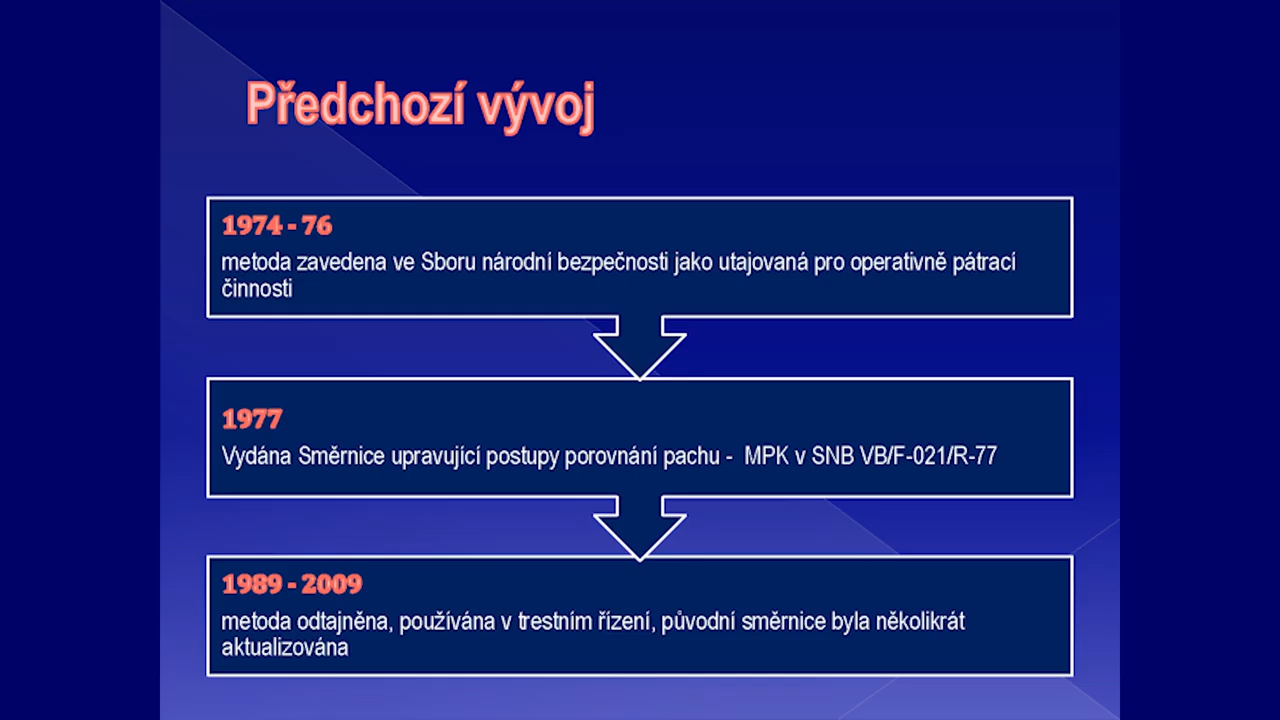 Předchozí vývoj
1974 - 76
metoda zavedena ve Sboru národní bezpečnosti jako utajovaná pro operativně pátrací
činnosti
1977
Vydána Směrnice upravující postupy porovnání pachu - MPK v SNB VB/F-021/R-77
1989 - 2009
metoda odtajněna, používána v trestním řízení, původní směrnice byla několikrát
aktualizována